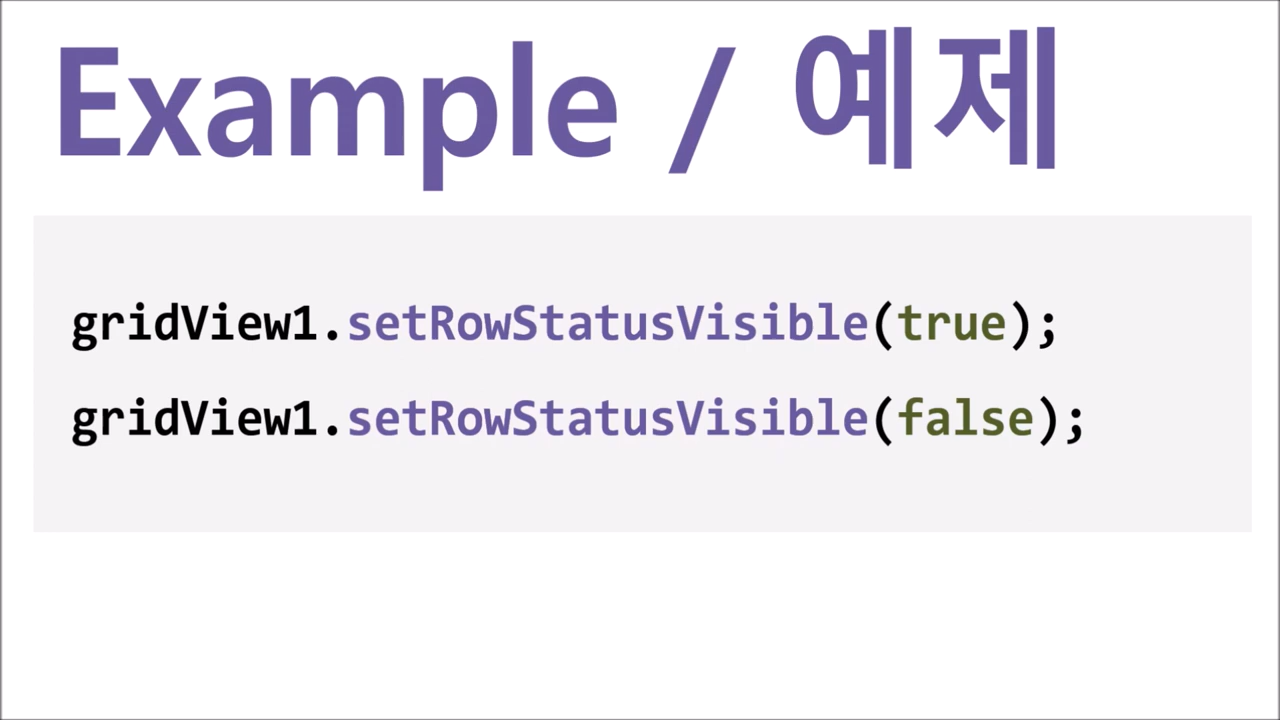 Example / 예제
gridView1.setRowStatusVisible(true);
gridView1.setRowStatusVisible(false);